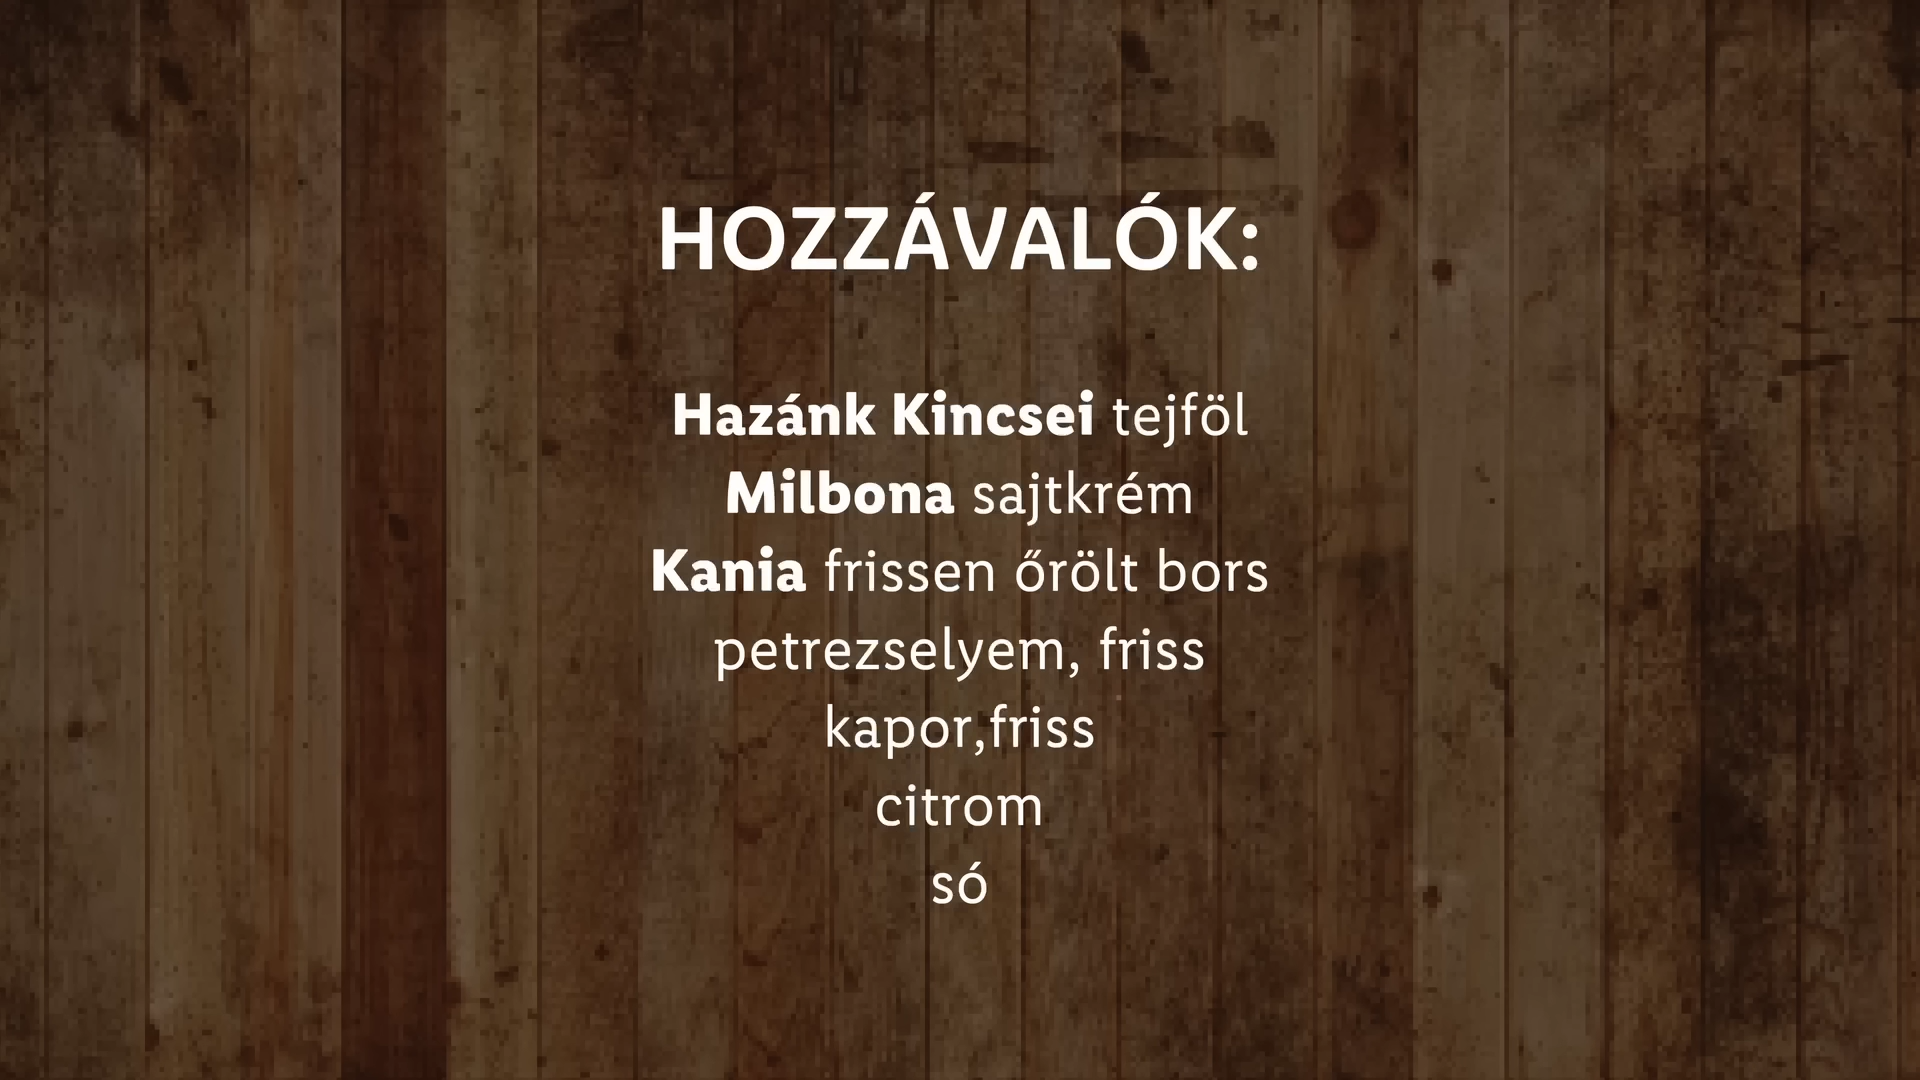 HOZZÁVALÓK:
Hazánk Kincsei tejföl
Milbona sajtkrém
Kania frissen őrölt bors
petrezselyem, friss
kapor,friss
citrom
só